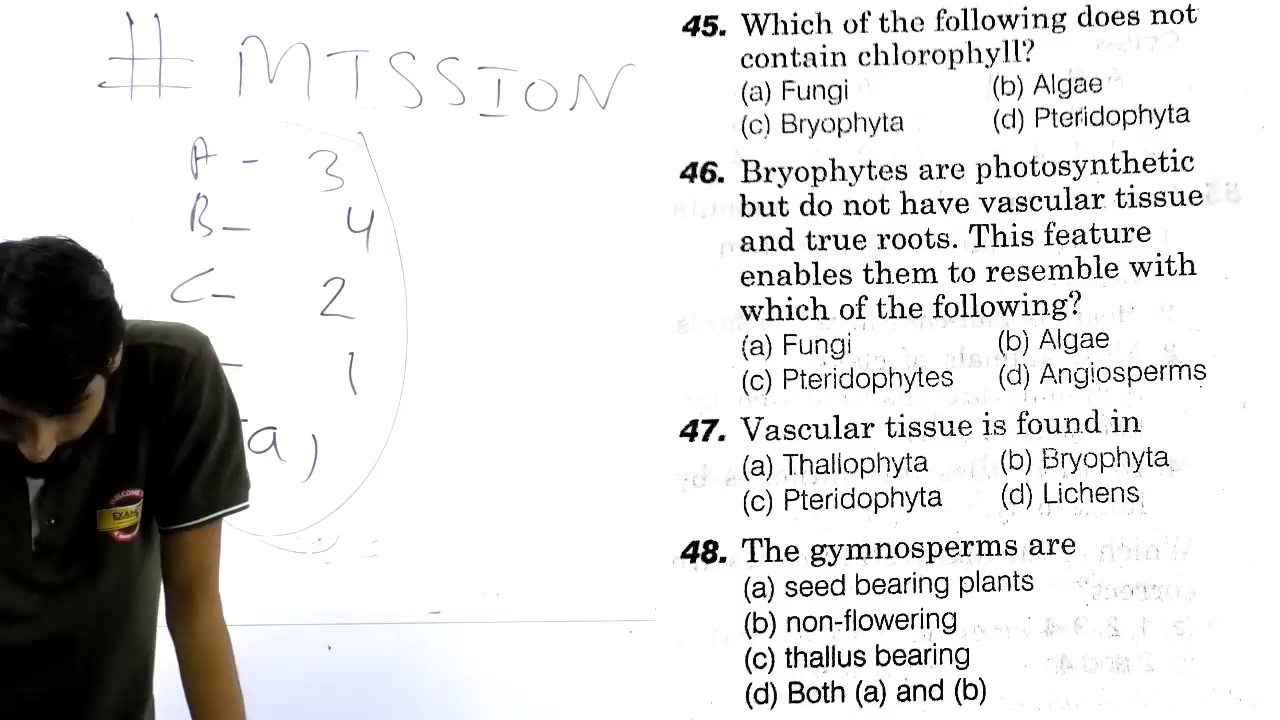 # MISSION
A - 3
B - 4
C - 2
- 1
(a)
WELCOME
EXAMS
45. Which of the following does not
contain chlorophyll?
(a) Fungi (b) Algae
(c) Bryophyta (d) Pteridophyta
46. Bryophytes are photosynthetic
but do not have vascular tissue
and true roots. This feature
enables them to resemble with
which of the following?
(a) Fungi (b) Algae
(c) Pteridophytes (d) Angiosperms
47. Vascular tissue is found in
(a) Thallophyta (b) Bryophyta
(c) Pteridophyta (d) Lichens
48. The gymnosperms are
(a) seed bearing plants
(b) non-flowering
(c) thallus bearing
(d) Both (a) and (b)